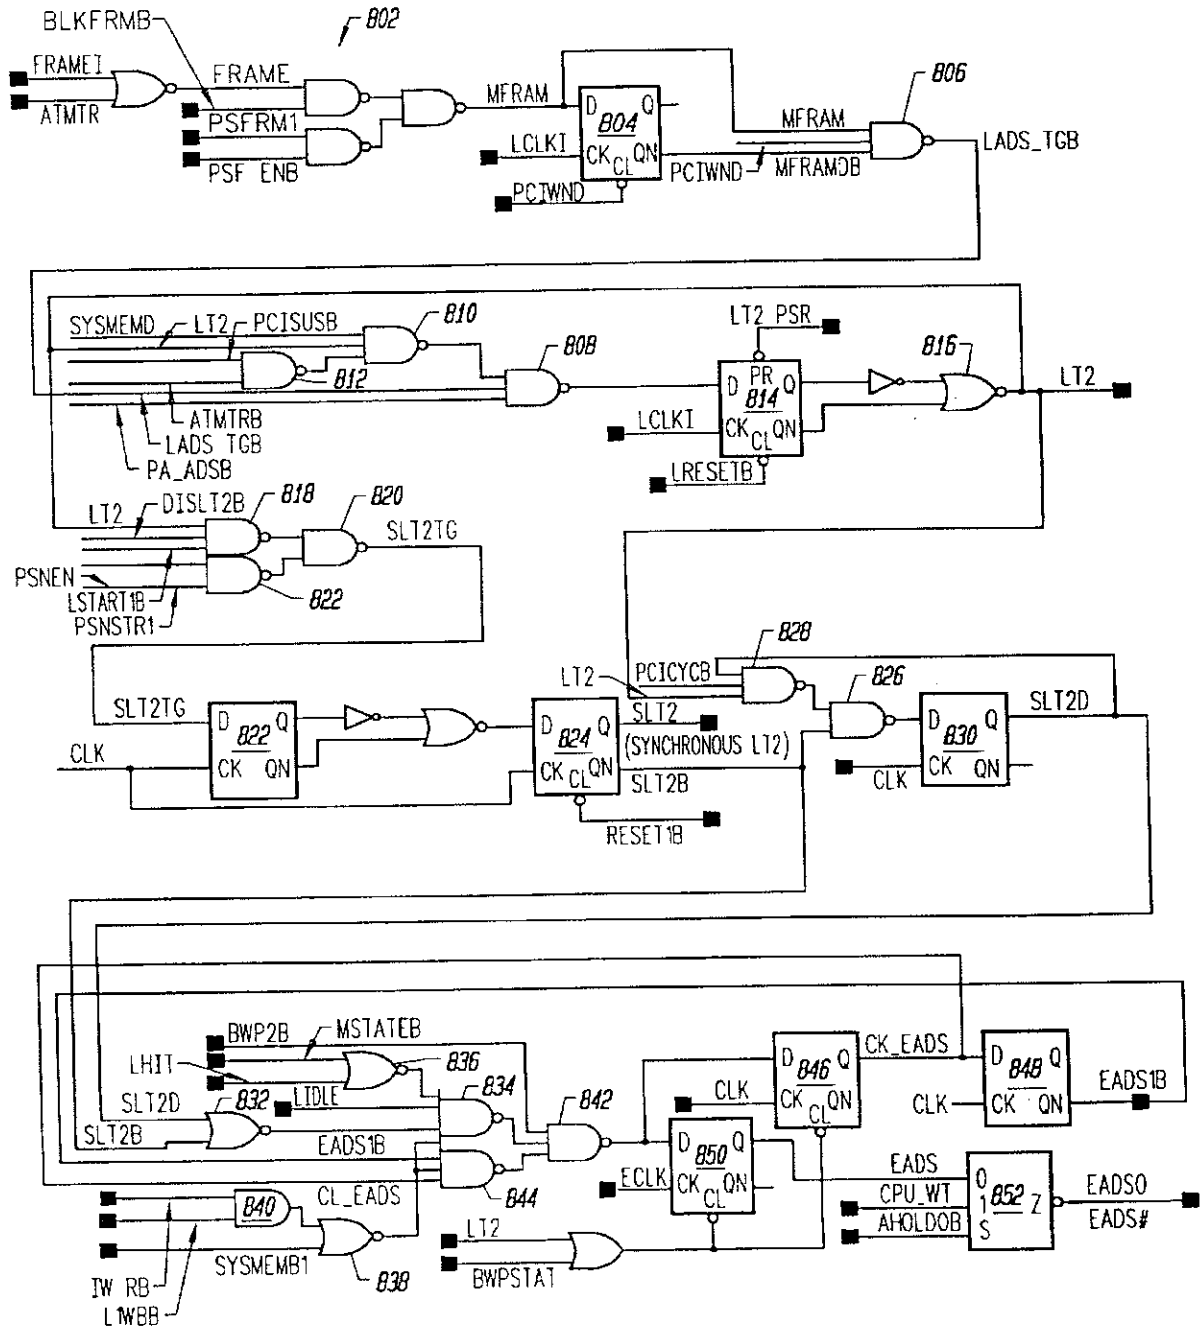 BLKFRMB
802
FRAMEI
ATMTR
FRAME
PSFRM1
PSF ENB
MFRAM
LCLKI
PCIWND
D Q
804
CK QN
CL
MFRAM
PCIWND
MFRAMDB
806
LADS_TGB
SYSMEMD
LT2
PCISUSB
810
812
808
ATMTRB
LADS TGB
PA_ADSB
LT2 PSR
LCLKI
LRESETB
D PR Q
814
CK QN
CL
816
LT2
LT2
DISLT2B
818
820
SLT2TG
PSNEN
LSTART1B
PSNSTR1
822
SLT2TG
CLK
D Q
822
CK QN
D Q
824
CK QN
CL
SLT2
(SYNCHRONOUS LT2)
SLT2B
RESET1B
LT2
PCICYCB
828
826
D Q
830
CK QN
CLK
SLT2D
BWP2B
MSTATEB
LHIT
836
SLT2D
832
LIDLE
834
SLT2B
EADS1B
842
CL_EADS
844
840
SYSMEMB1
838
IW RB
L1WBB
CLK
D Q
846
CK QN
CL
CK_EADS
D Q
848
CK QN
CLK
EADS1B
ECLK
D Q
850
CK QN
CL
LT2
BWPSTAT
EADS
CPU_WT
AHOLDOB
0
1
S
852
Z
EADSO
EADS#